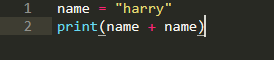 1 name = "harry"
2 print(name + name)